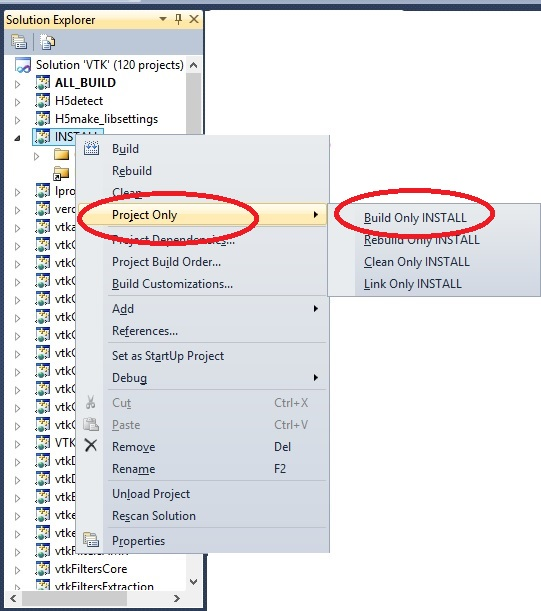 Solution Explorer
Solution 'VTK' (120 projects)
ALL_BUILD
H5detect
H5make_libsettings
INSTALL
Build
Rebuild
Clean
Project Only
Build Only INSTALL
Rebuild Only INSTALL
Clean Only INSTALL
Link Only INSTALL
Project Dependencies...
Project Build Order...
Build Customizations...
Add
References...
Set as StartUp Project
Debug
Cut Ctrl+X
Paste Ctrl+V
VTK
Remove Del
Rename F2
Unload Project
Rescan Solution
Properties
vtkFiltersCore
vtkFiltersExtraction